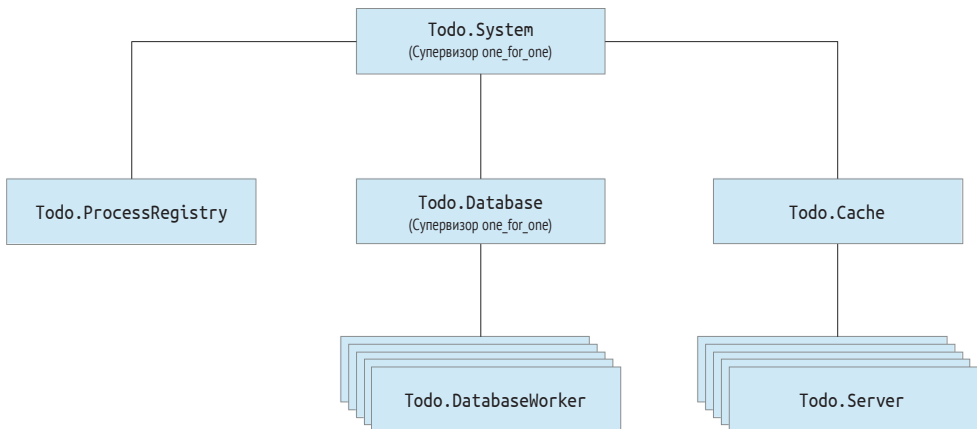 Todo.System
(Супервизор one_for_one)
Todo.ProcessRegistry
Todo.Database
(Супервизор one_for_one)
Todo.Cache
Todo.DatabaseWorker
Todo.Server